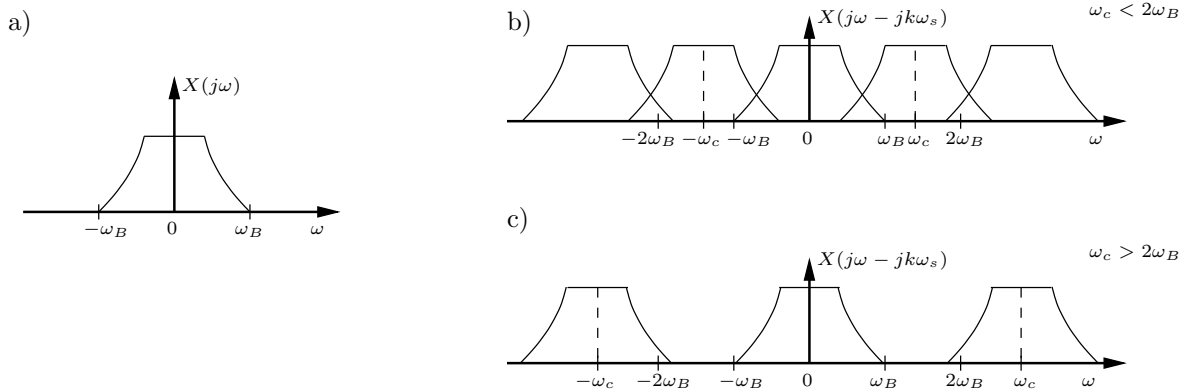 a)
X(jω)
−ω_B 0 ω_B ω
b)
X(jω − jkω_s)
ω_c < 2ω_B
−2ω_B −ω_c −ω_B 0 ω_B ω_c 2ω_B ω
c)
X(jω − jkω_s)
ω_c > 2ω_B
−ω_c −2ω_B −ω_B 0 ω_B 2ω_B ω_c ω